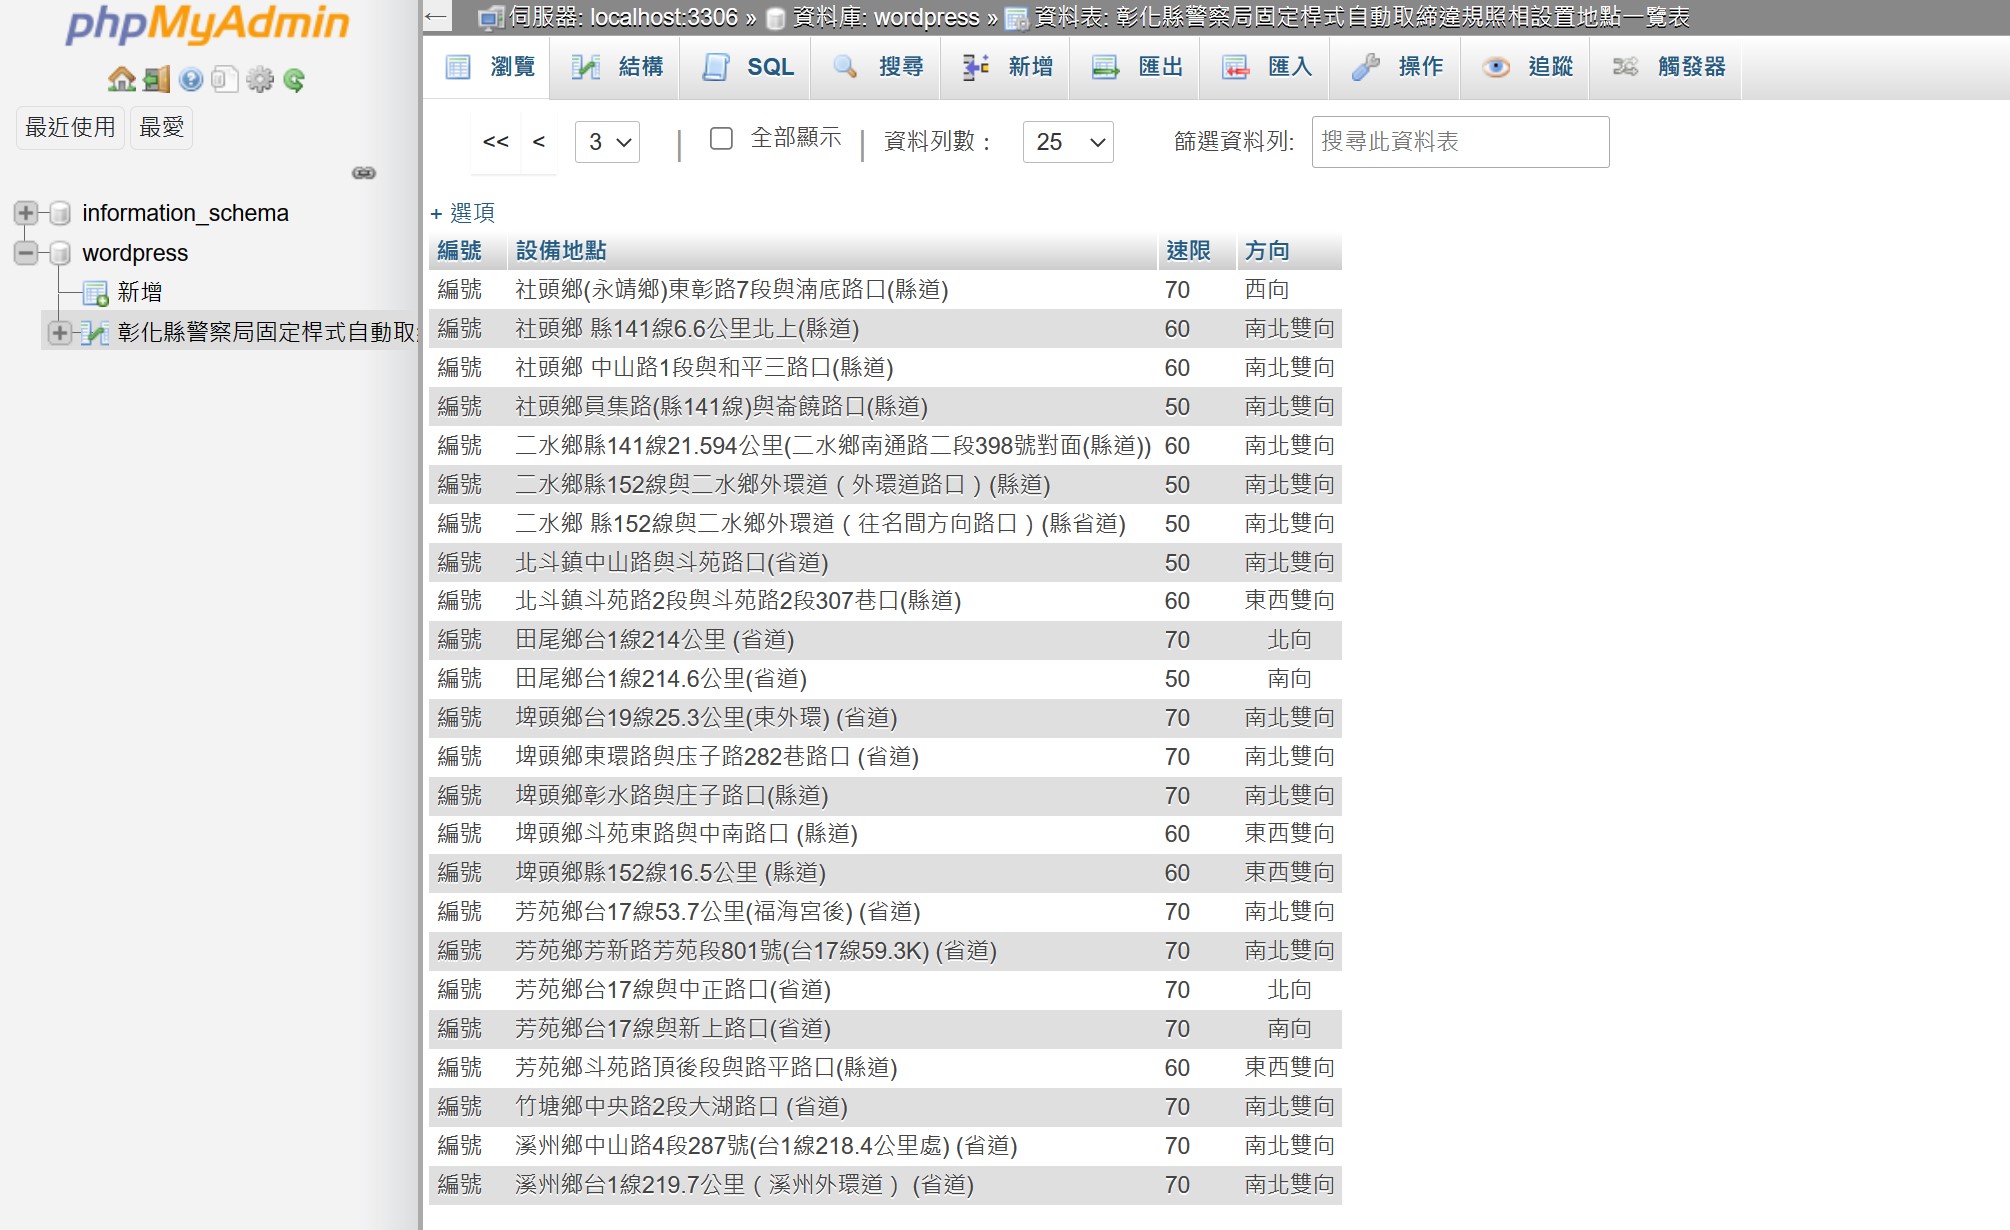 phpMyAdmin
最近使用 最愛
information_schema
wordpress
新增
彰化縣警察局固定桿式自動取
伺服器: localhost:3306 » 資料庫: wordpress » 資料表: 彰化縣警察局固定桿式自動取締違規照相設置地點一覽表
瀏覽 結構 SQL 搜尋 新增 匯出 匯入 操作 追蹤 觸發器
<< < 3 | 全部顯示 | 資料列數： 25 篩選資料列: 搜尋此資料表
+ 選項
編號 設備地點 速限 方向
編號 社頭鄉(永靖鄉)東彰路7段與湳底路口(縣道) 70 西向
編號 社頭鄉 縣141線6.6公里北上(縣道) 60 南北雙向
編號 社頭鄉 中山路1段與和平三路口(縣道) 60 南北雙向
編號 社頭鄉員集路(縣141線)與崙饒路口(縣道) 50 南北雙向
編號 二水鄉縣141線21.594公里(二水鄉南通路二段398號對面(縣道)) 60 南北雙向
編號 二水鄉縣152線與二水鄉外環道（外環道路口）(縣道) 50 南北雙向
編號 二水鄉 縣152線與二水鄉外環道（往名間方向路口）(縣省道) 50 南北雙向
編號 北斗鎮中山路與斗苑路口(省道) 50 南北雙向
編號 北斗鎮斗苑路2段與斗苑路2段307巷口(縣道) 60 東西雙向
編號 田尾鄉台1線214公里 (省道) 70 北向
編號 田尾鄉台1線214.6公里(省道) 50 南向
編號 埤頭鄉台19線25.3公里(東外環) (省道) 70 南北雙向
編號 埤頭鄉東環路與庒子路282巷路口 (省道) 70 南北雙向
編號 埤頭鄉彰水路與庄子路口(縣道) 70 南北雙向
編號 埤頭鄉斗苑東路與中南路口 (縣道) 60 東西雙向
編號 埤頭鄉縣152線16.5公里 (縣道) 60 東西雙向
編號 芳苑鄉台17線53.7公里(福海宮後) (省道) 70 南北雙向
編號 芳苑鄉芳新路芳苑段801號(台17線59.3K) (省道) 70 南北雙向
編號 芳苑鄉台17線與中正路口(省道) 70 北向
編號 芳苑鄉台17線與新上路口(省道) 70 南向
編號 芳苑鄉斗苑路頂後段與路平路口(縣道) 60 東西雙向
編號 竹塘鄉中央路2段大湖路口 (省道) 70 南北雙向
編號 溪州鄉中山路4段287號(台1線218.4公里處) (省道) 70 南北雙向
編號 溪州鄉台1線219.7公里（溪州外環道） (省道) 70 南北雙向